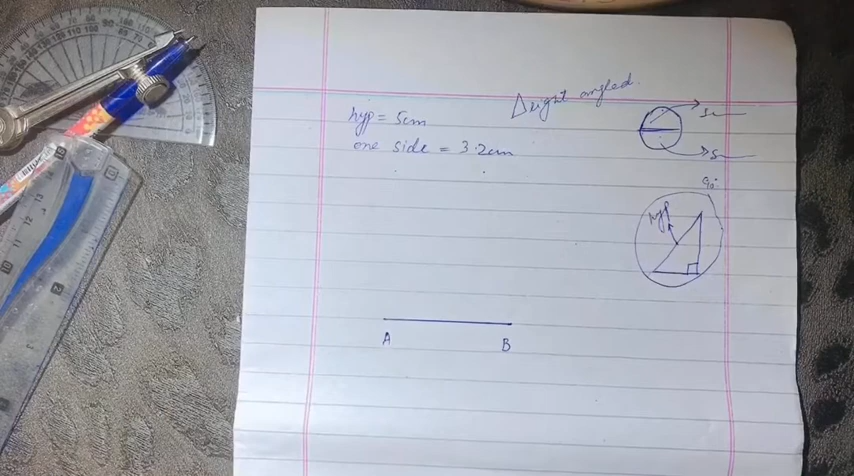 Δ right angled.
hyp = 5cm
one side = 3.2cm
90°
hyp
A
B